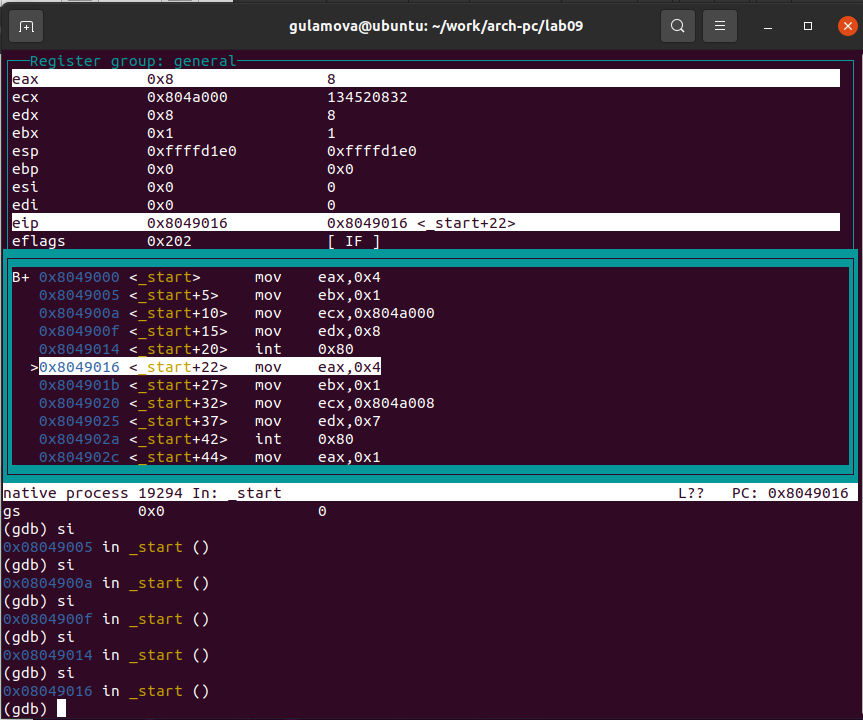 gulamova@ubuntu: ~/work/arch-pc/lab09
Register group: general
eax 0x8 8
ecx 0x804a000 134520832
edx 0x8 8
ebx 0x1 1
esp 0xffffd1e0 0xffffd1e0
ebp 0x0 0x0
esi 0x0 0
edi 0x0 0
eip 0x8049016 0x8049016 <_start+22>
eflags 0x202 [ IF ]
B+ 0x8049000 <_start> mov eax,0x4
0x8049005 <_start+5> mov ebx,0x1
0x804900a <_start+10> mov ecx,0x804a000
0x804900f <_start+15> mov edx,0x8
0x8049014 <_start+20> int 0x80
>0x8049016 <_start+22> mov eax,0x4
0x804901b <_start+27> mov ebx,0x1
0x8049020 <_start+32> mov ecx,0x804a008
0x8049025 <_start+37> mov edx,0x7
0x804902a <_start+42> int 0x80
0x804902c <_start+44> mov eax,0x1
native process 19294 In: _start L?? PC: 0x8049016
gs 0x0 0
(gdb) si
0x08049005 in _start ()
(gdb) si
0x0804900a in _start ()
(gdb) si
0x0804900f in _start ()
(gdb) si
0x08049014 in _start ()
(gdb) si
0x08049016 in _start ()
(gdb)